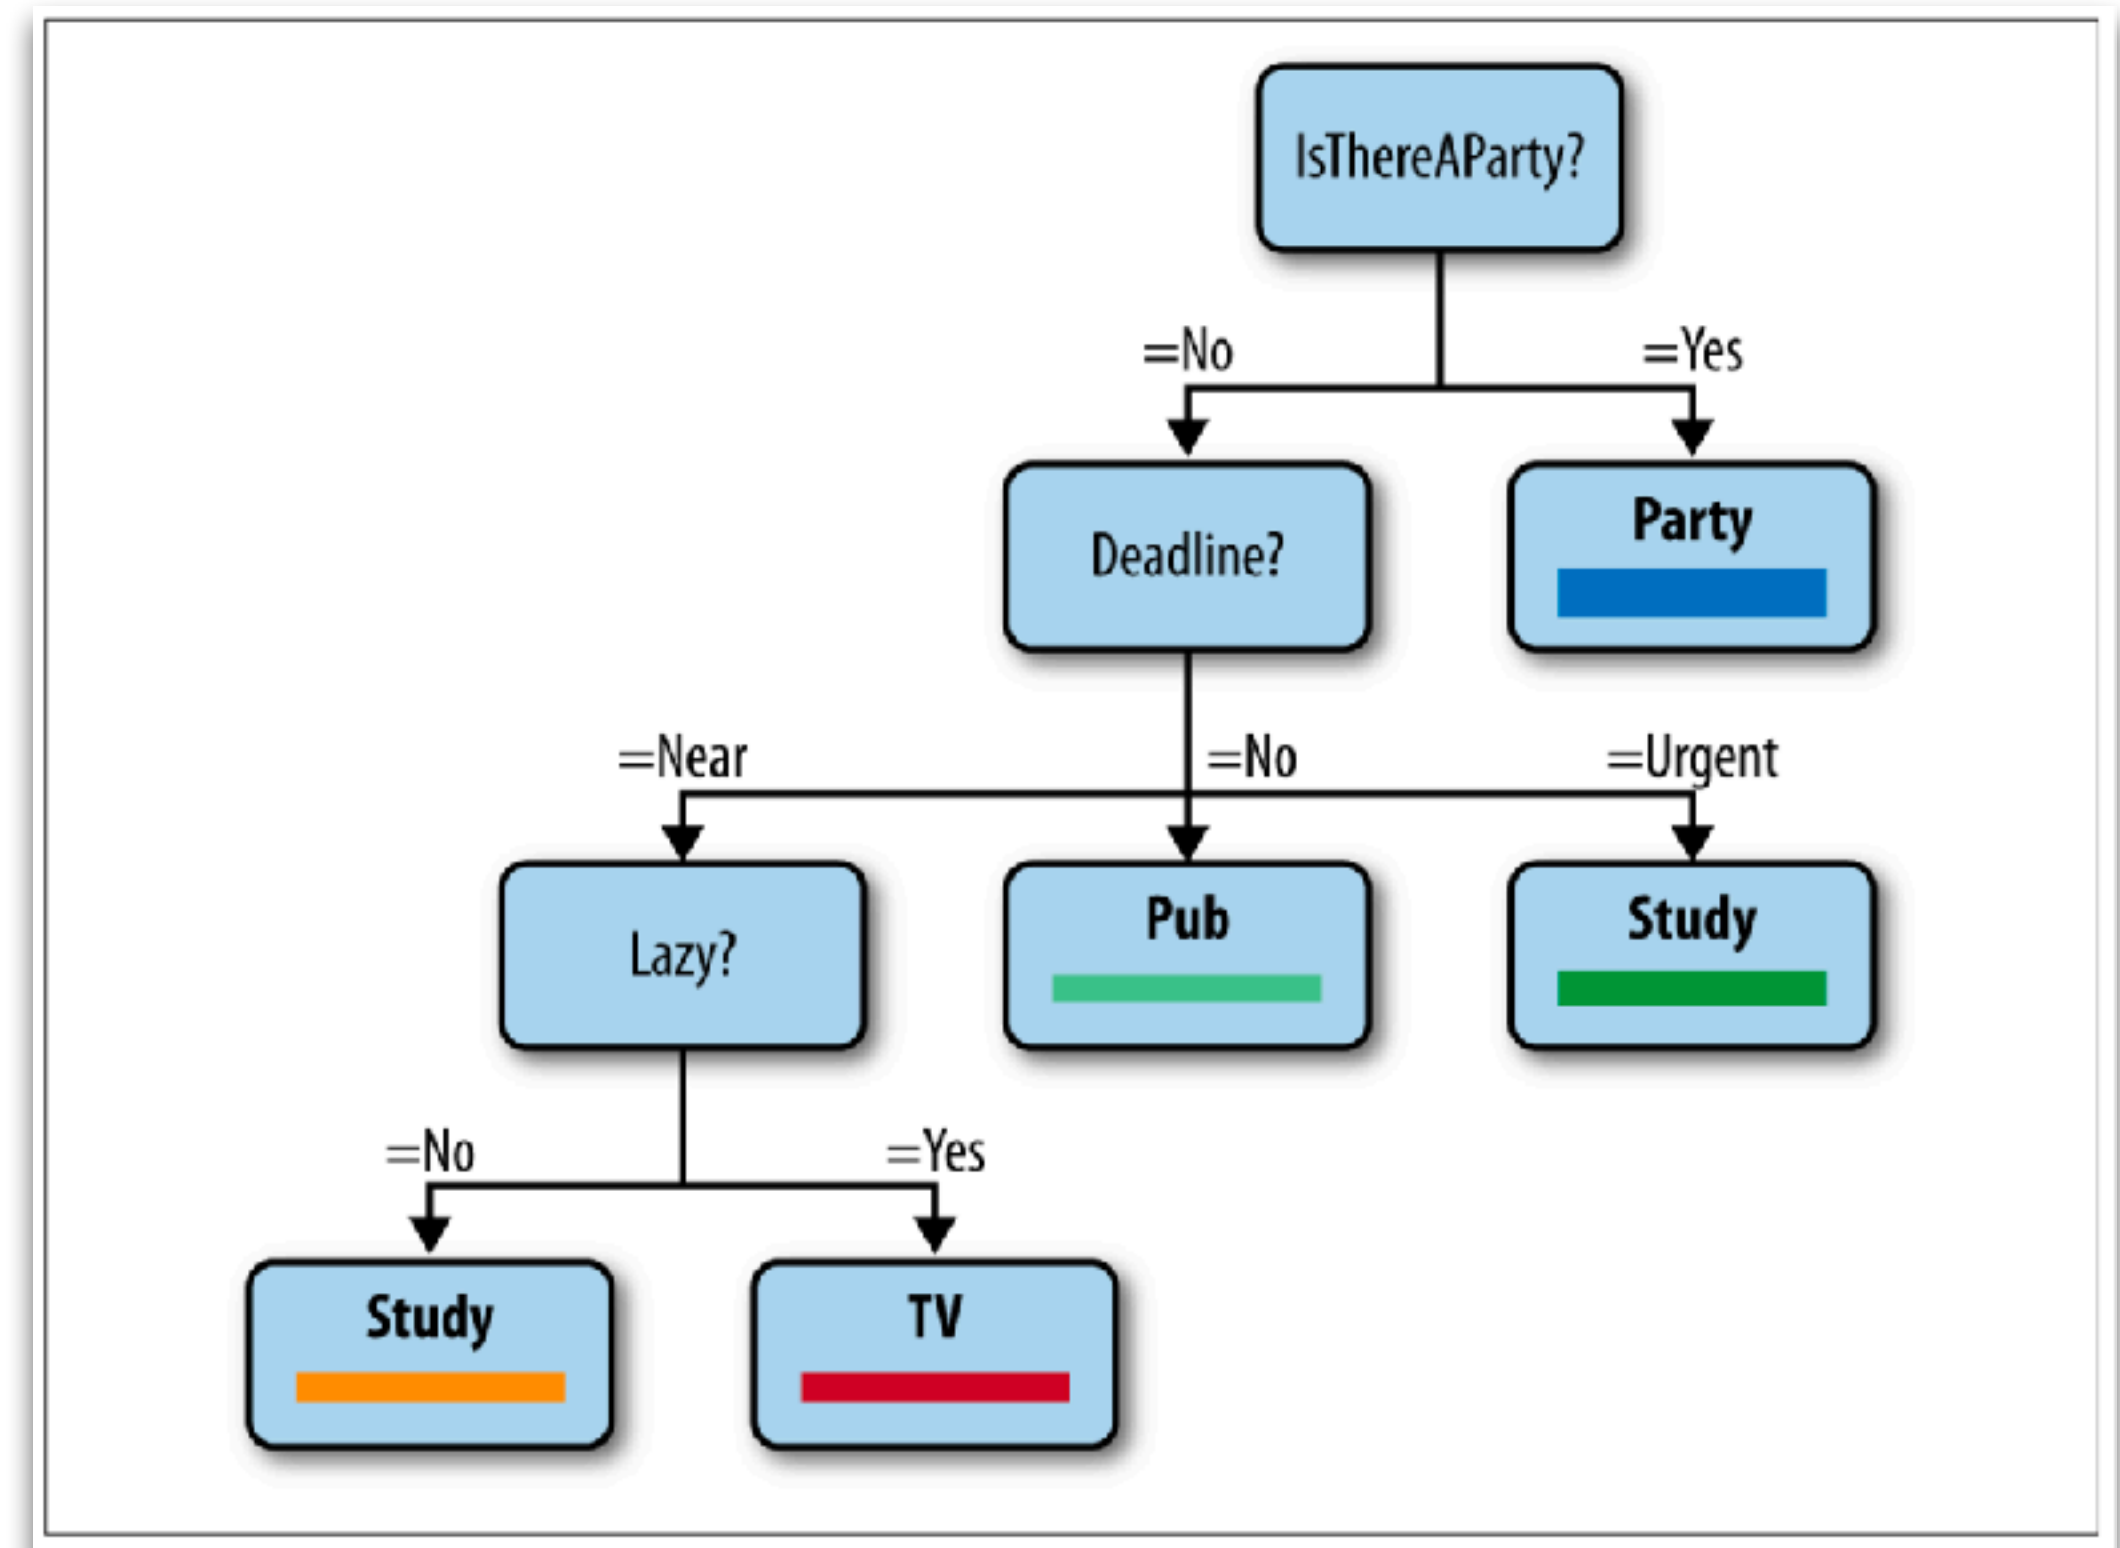 IsThereAParty?
=No
=Yes
Deadline?
Party
=Near
=No
=Urgent
Lazy?
Pub
Study
=No
=Yes
Study
TV